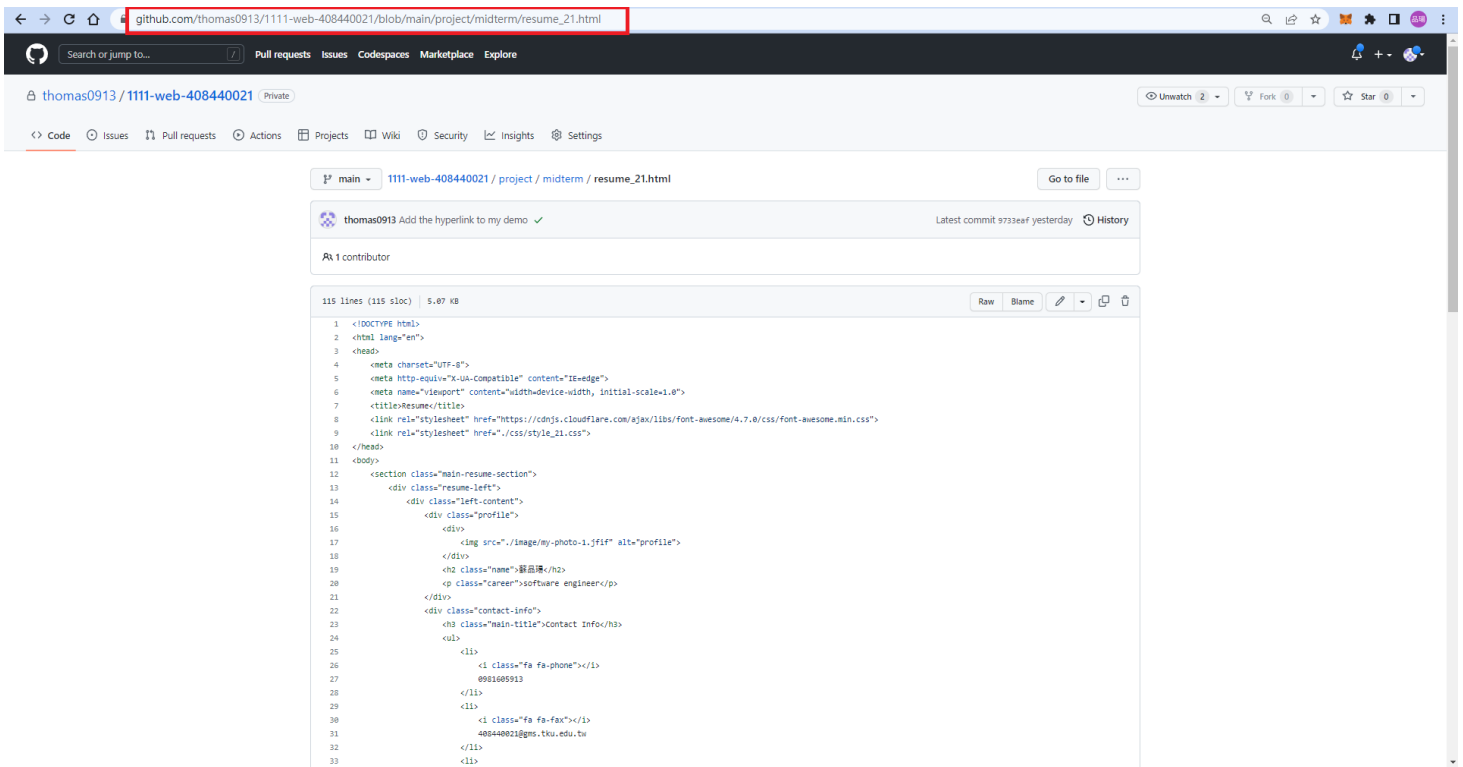 github.com/thomas0913/1111-web-408440021/blob/main/project/midterm/resume_21.html
品瑒
Search or jump to... / Pull requests Issues Codespaces Marketplace Explore
thomas0913 / 1111-web-408440021 Private Unwatch 2 Fork 0 Star 0
Code Issues Pull requests Actions Projects Wiki Security Insights Settings
main 1111-web-408440021 / project / midterm / resume_21.html Go to file ...
thomas0913 Add the hyperlink to my demo Latest commit 9733eaf yesterday History
1 contributor
115 lines (115 sloc) 5.07 KB Raw Blame
1 <!DOCTYPE html>
2 <html lang="en">
3 <head>
4 <meta charset="UTF-8">
5 <meta http-equiv="X-UA-Compatible" content="IE=edge">
6 <meta name="viewport" content="width=device-width, initial-scale=1.0">
7 <title>Resume</title>
8 <link rel="stylesheet" href="https://cdnjs.cloudflare.com/ajax/libs/font-awesome/4.7.0/css/font-awesome.min.css">
9 <link rel="stylesheet" href="./css/style_21.css">
10 </head>
11 <body>
12 <section class="main-resume-section">
13 <div class="resume-left">
14 <div class="left-content">
15 <div class="profile">
16 <div>
17 <img src="./image/my-photo-1.jfif" alt="profile">
18 </div>
19 <h2 class="name">蘇品瑒</h2>
20 <p class="career">software engineer</p>
21 </div>
22 <div class="contact-info">
23 <h3 class="main-title">Contact Info</h3>
24 <ul>
25 <li>
26 <i class="fa fa-phone"></i>
27 0981605913
28 </li>
29 <li>
30 <i class="fa fa-fax"></i>
31 408440021@gms.tku.edu.tw
32 </li>
33 <li>